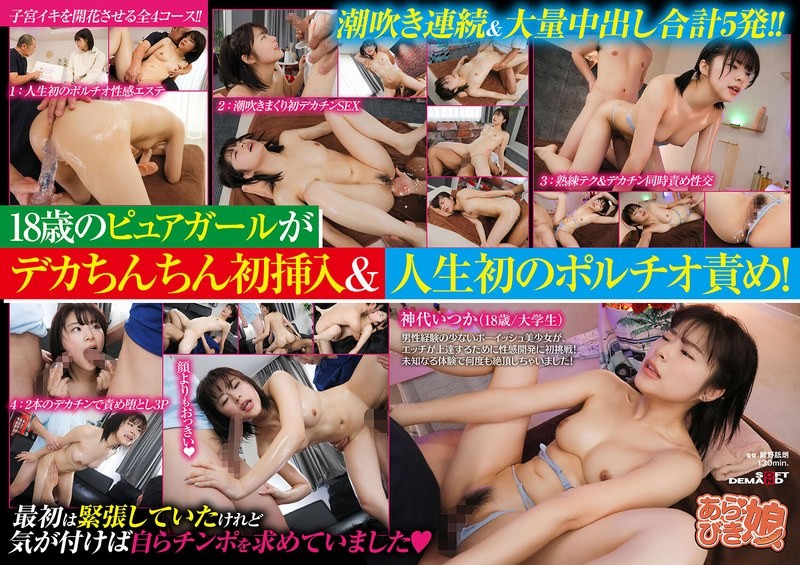 子宮イキを開花させる全4コース!!
潮吹き連続&大量中出し合計5発!!
1:人生初のポルチオ性感エステ
2:潮吹きまくり初デカチンSEX
3:熟練テク&デカチン同時責め性交
18歳のピュアガールが
デカちんちん初挿入&人生初のポルチオ責め!
4:2本のデカチンで責め堕とし3P
顔よりもおっきい♥
神代いつか(18歳/大学生)
男性経験の少ないボーイッシュ美少女が、
エッチが上達するために性感開発に初挑戦!
未知なる体験で何度も絶頂しちゃいました!
最初は緊張していたけれど
気が付けば自らチンポを求めていました♥
130min.
SOFT
DEMAND
あら
びき娘